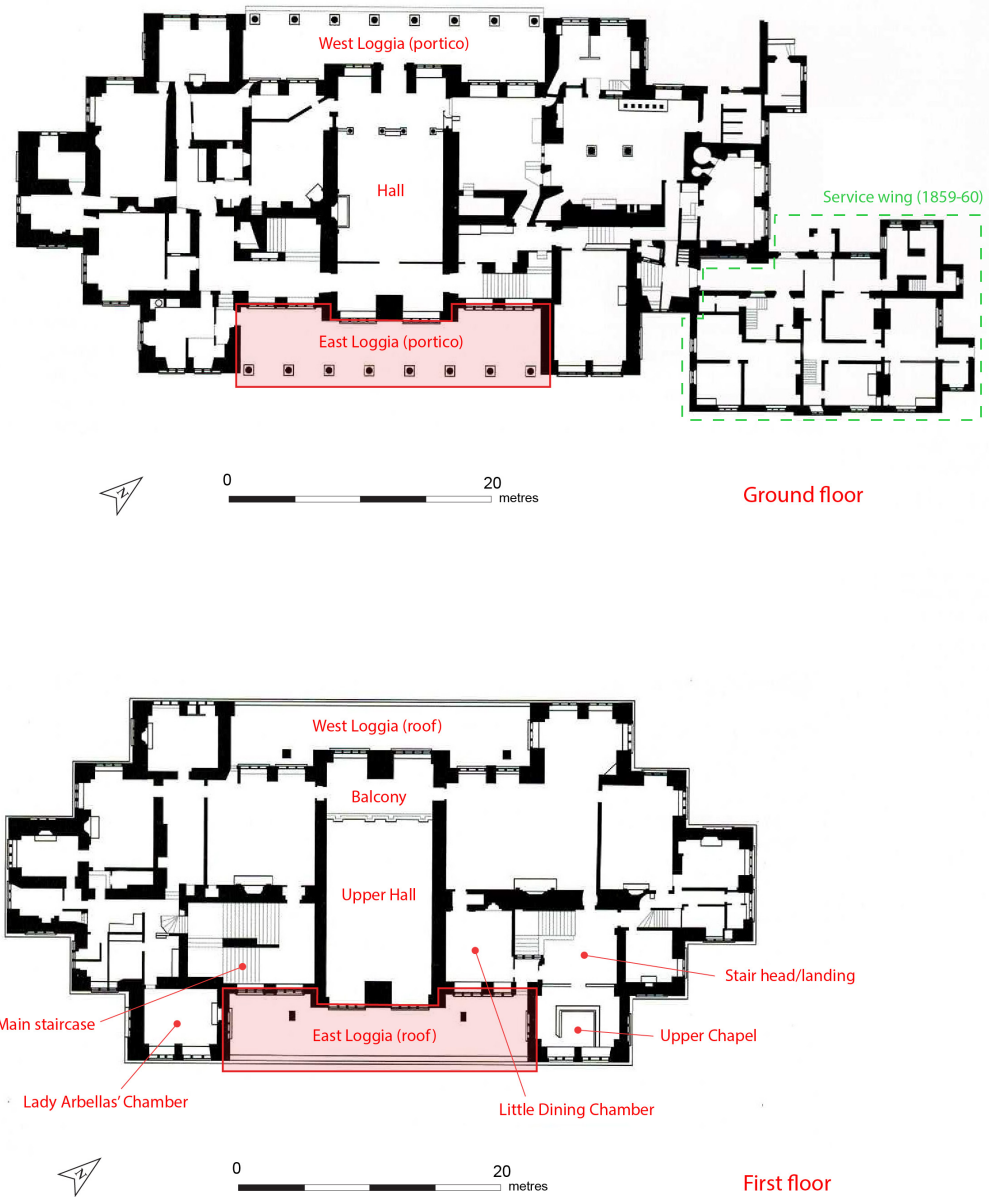 West Loggia (portico)
Hall
Service wing (1859-60)
East Loggia (portico)
N
0
20
metres
Ground floor
West Loggia (roof)
Balcony
Upper Hall
Stair head/landing
Main staircase
East Loggia (roof)
Upper Chapel
Lady Arbellas’ Chamber
Little Dining Chamber
N
0
20
metres
First floor